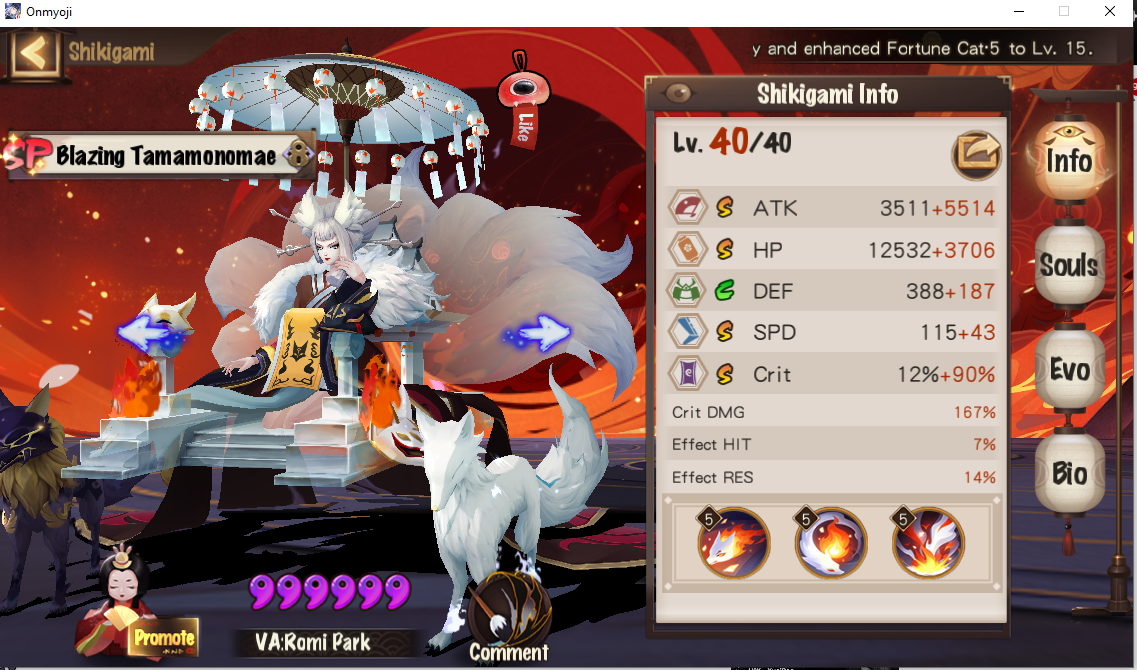 Onmyoji
Shikigami
y and enhanced Fortune Cat·5 to Lv. 15.
SP Blazing Tamamonomae
Like
Shikigami Info
Lv. 40/40
S ATK 3511+5514
S HP 12532+3706
C DEF 388+187
S SPD 115+43
S Crit 12%+90%
Crit DMG 167%
Effect HIT 7%
Effect RES 14%
5 5 5
Info
Souls
Evo
Bio
Promote
VA:Romi Park
Comment